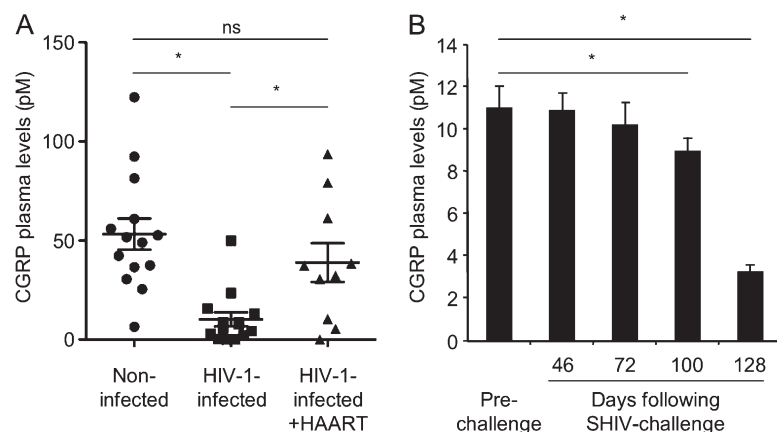 A
ns
*
*
CGRP plasma levels (pM)
150
100
50
0
Non-
infected
HIV-1-
infected
HIV-1-
infected
+HAART
B
*
*
CGRP plasma levels (pM)
14
12
10
8
6
4
2
0
46 72 100 128
Pre-
challenge
Days following
SHIV-challenge